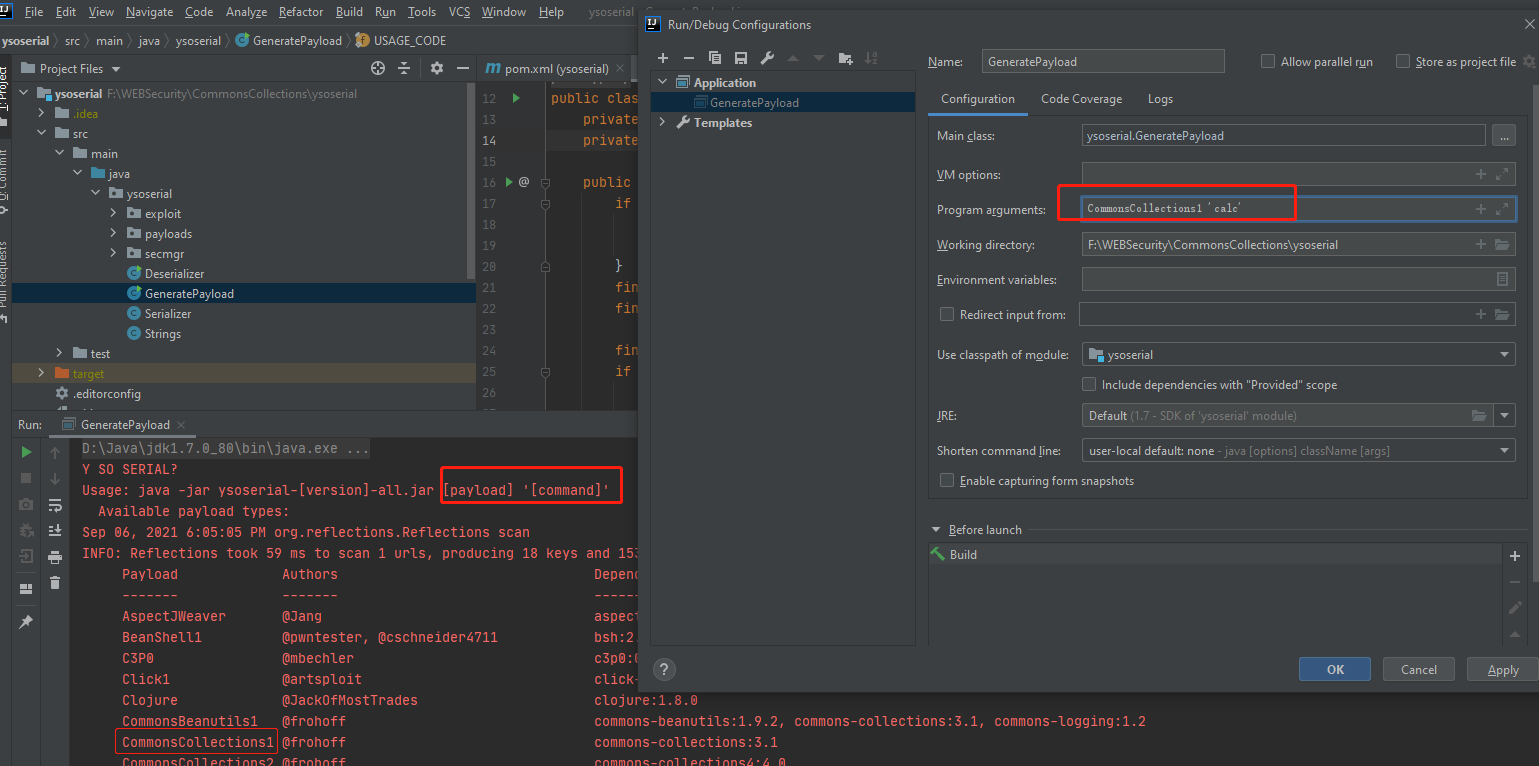 File Edit View Navigate Code Analyze Refactor Build Run Tools VCS Window Help
ysoserial src main java ysoserial GeneratePayload USAGE_CODE
Project Files
pom.xml (ysoserial)
1: Project
ysoserial F:\WEBSecurity\CommonsCollections\ysoserial
.idea
src
main
java
ysoserial
exploit
payloads
secmgr
Deserializer
GeneratePayload
Serializer
Strings
test
target
.editorconfig
0: Commit
Pull Requests
12 public clas
13 private
14 private
15
16 @ public
17 if
18
19
20 }
21 fin
22 fin
23
24 fin
25 if
26
Run: GeneratePayload
D:\Java\jdk1.7.0_80\bin\java.exe ...
Y SO SERIAL?
Usage: java -jar ysoserial-[version]-all.jar [payload] '[command]'
Available payload types:
Sep 06, 2021 6:05:05 PM org.reflections.Reflections scan
INFO: Reflections took 59 ms to scan 1 urls, producing 18 keys and 153
Payload Authors Depend
------- ------- -----
AspectJWeaver @Jang aspect
BeanShell1 @pwntester, @cschneider4711 bsh:2.
C3P0 @mbechler c3p0:0
Click1 @artsploit click-
Clojure @JackOfMostTrades clojure:1.8.0
CommonsBeanutils1 @frohoff commons-beanutils:1.9.2, commons-collections:3.1, commons-logging:1.2
CommonsCollections1 @frohoff commons-collections:3.1
CommonsCollections2 @frohoff commons-collections4:4.0
Run/Debug Configurations
Application
GeneratePayload
Templates
Name: GeneratePayload Allow parallel run Store as project file
Configuration Code Coverage Logs
Main class: ysoserial.GeneratePayload ...
VM options:
Program arguments: CommonsCollections1 'calc'
Working directory: F:\WEBSecurity\CommonsCollections\ysoserial
Environment variables:
Redirect input from:
Use classpath of module: ysoserial
Include dependencies with "Provided" scope
JRE: Default (1.7 - SDK of 'ysoserial' module)
Shorten command line: user-local default: none - java [options] className [args]
Enable capturing form snapshots
Before launch
Build
? OK Cancel Apply